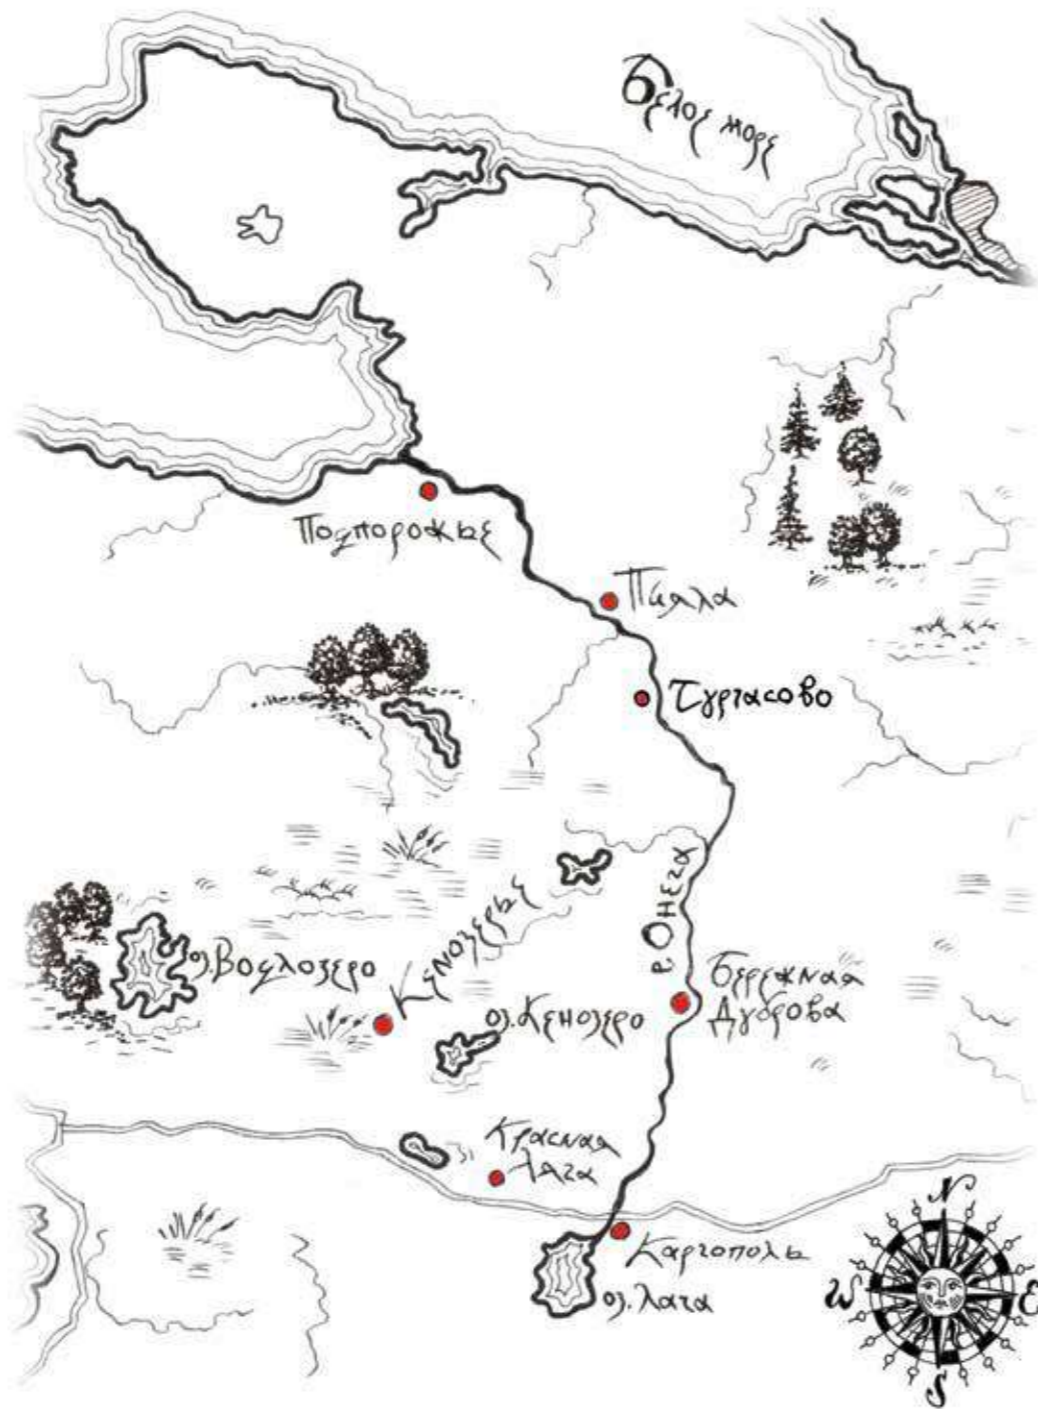 Белое море
Подпорожье
Пияла
Турчасово
р. Онега
Кенозерье
оз. Водлозеро
оз. Кенозеро
Бережная
Дуброва
Красная
Ляга
Каргополь
оз. Лача
N
W
E
S